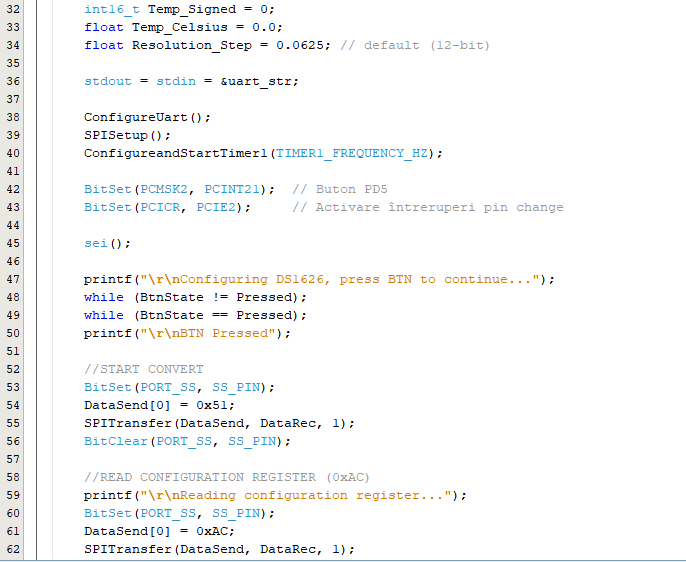 32 int16_t Temp_Signed = 0;
33 float Temp_Celsius = 0.0;
34 float Resolution_Step = 0.0625; // default (12-bit)
35
36 stdout = stdin = &uart_str;
37
38 ConfigureUart();
39 SPISetup();
40 ConfigureandStartTimer1(TIMER1_FREQUENCY_HZ);
41
42 BitSet(PCMSK2, PCINT21);  // Buton PD5
43 BitSet(PCICR, PCIE2);     // Activare întreruperi pin change
44
45 sei();
46
47 printf("\r\nConfiguring DS1626, press BTN to continue...");
48 while (BtnState != Pressed);
49 while (BtnState == Pressed);
50 printf("\r\nBTN Pressed");
51
52 //START CONVERT
53 BitSet(PORT_SS, SS_PIN);
54 DataSend[0] = 0x51;
55 SPITransfer(DataSend, DataRec, 1);
56 BitClear(PORT_SS, SS_PIN);
57
58 //READ CONFIGURATION REGISTER (0xAC)
59 printf("\r\nReading configuration register...");
60 BitSet(PORT_SS, SS_PIN);
61 DataSend[0] = 0xAC;
62 SPITransfer(DataSend, DataRec, 1);